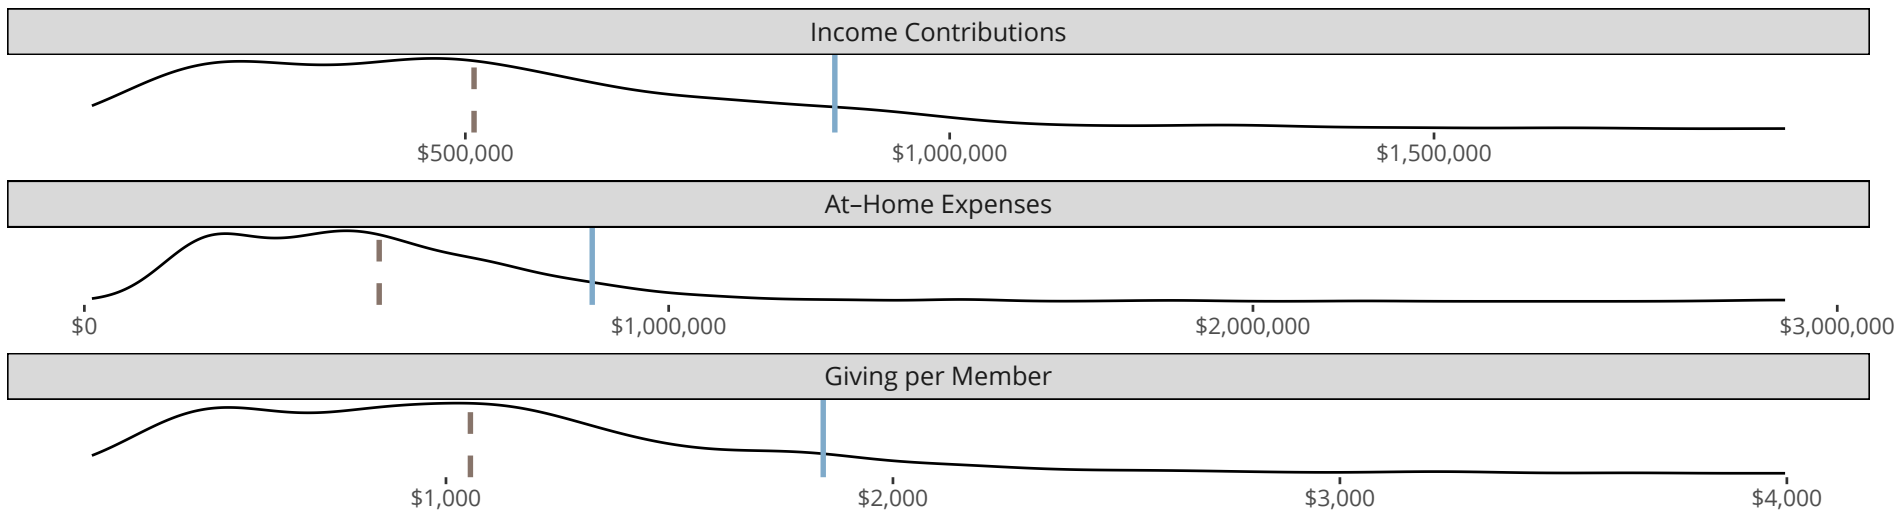 Income Contributions
$500,000 $1,000,000 $1,500,000
At–Home Expenses
$0 $1,000,000 $2,000,000 $3,000,000
Giving per Member
$1,000 $2,000 $3,000 $4,000